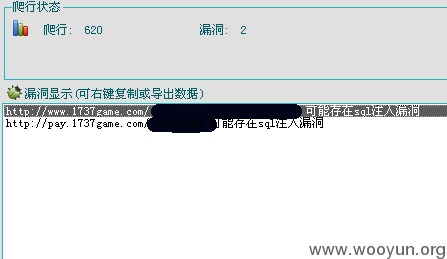 爬行状态
爬行: 620 漏洞: 2
漏洞显示(可右键复制或导出数据)
http://www.1737game.com/ 可能存在sql注入漏洞
http://pay.1737game.com/ 可能存在sql注入漏洞
www.wooyun.org